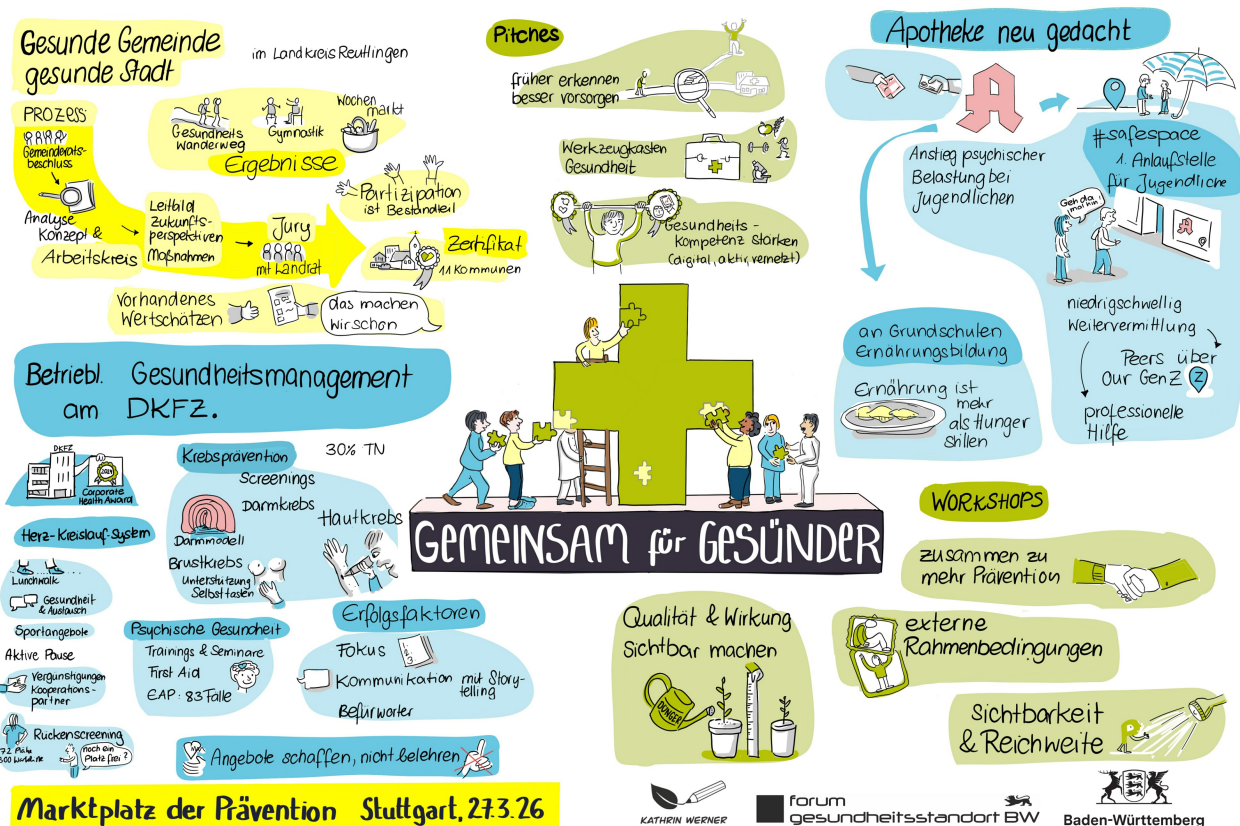 Gesunde Gemeinde
gesunde Stadt
im Landkreis Reutlingen
PROZESS
Gemeinderats-
beschluss
Analyse
Konzept &
Arbeitskreis
Leitbild
Zukunfts-
perspektiven
Maßnahmen
Jury
mit Landrat
Gesundheits
Wanderweg
Gymnastik
Wochen
markt
Ergebnisse
Partizipation
ist Bestandteil
Zertifikat
11 Kommunen
Vorhandenes
Wertschätzen
das machen
wir schon
Pitches
früher erkennen
besser vorsorgen
Werkzeugkasten
Gesundheit
Gesundheits -
kompetenz stärken
(digital, aktiv, vernetzt)
Apotheke neu gedacht
A
Anstieg psychischer
Belastung bei
Jugendlichen
#safespace
1. Anlaufstelle
für Jugendliche
Geh da
mal hin
A
niedrigschwellig
Weitervermittlung
Peers über
Our GenZ
Z
professionelle
Hilfe
an Grundschulen
Ernährungsbildung
Ernährung ist
mehr
als Hunger
stillen
Betriebl. Gesundheitsmanagement
am DKFZ.
DKFZ
2024
Corporate
Health Award
Herz-Kreislauf-System
Lunchwalk
Gesundheit
& Austausch
Sportangebote
Aktive Pause
Vergünstigungen
Kooperations-
partner
Rückenscreening
72 Plätze
noch ein
Platz frei?
Krebsprävention
30% TN
Screenings
Darmkrebs
Darmmodell
Hautkrebs
Brustkrebs
Unterstützung
Selbsttasten
Psychische Gesundheit
Trainings & Seminare
First Aid
EAP: 83 Fälle
Erfolgsfaktoren
Fokus
1
2
3
Kommunikation mit Story-
telling
Befürworter
Angebote schaffen, nicht belehren
GEMEINSAM für GESÜNDER
Qualität & Wirkung
Sichtbar machen
DÜNGER
WORKSHOPS
zusammen zu
mehr Prävention
externe
Rahmenbedingungen
Sichtbarkeit
& Reichweite
Marktplatz der Prävention Stuttgart, 27.3.26
KATHRIN WERNER
forum
gesundheitsstandort BW
Baden-Württemberg